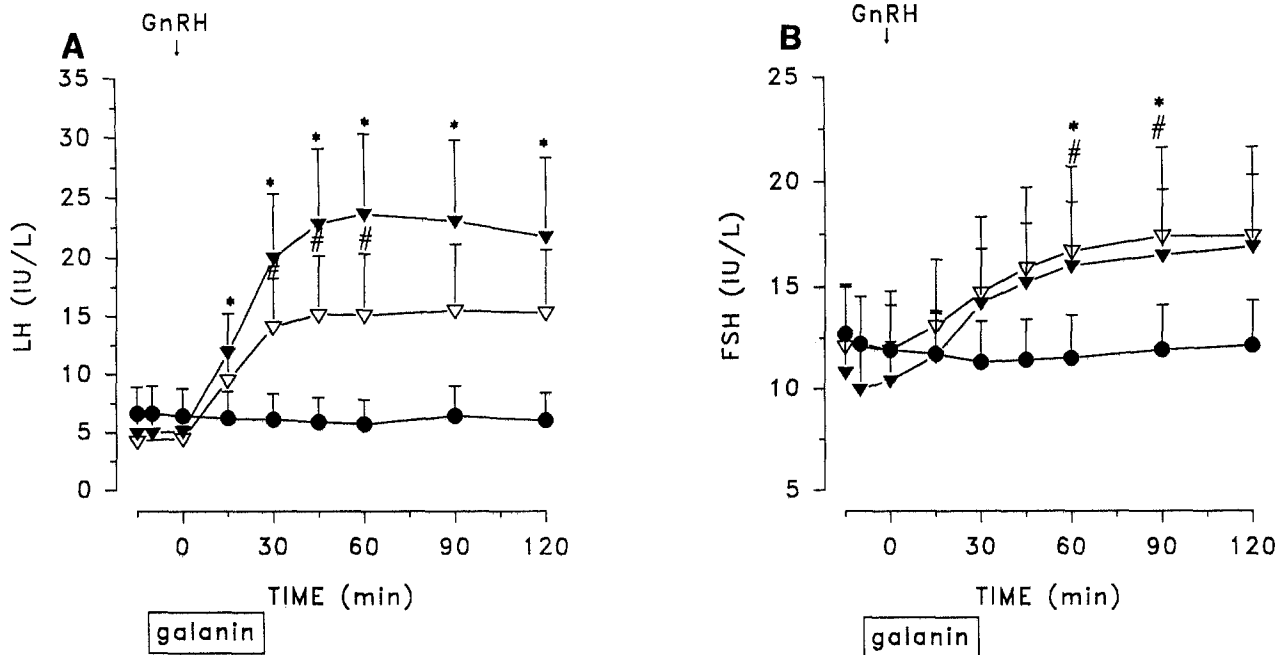 A
GnRH
↓
35
30
25
20
15
10
5
0
LH (IU/L)
* * * * * * *
# # #
0 30 60 90 120
TIME (min)
galanin
B
GnRH
↓
25
20
15
10
5
FSH (IU/L)
* *
# #
0 30 60 90 120
TIME (min)
galanin